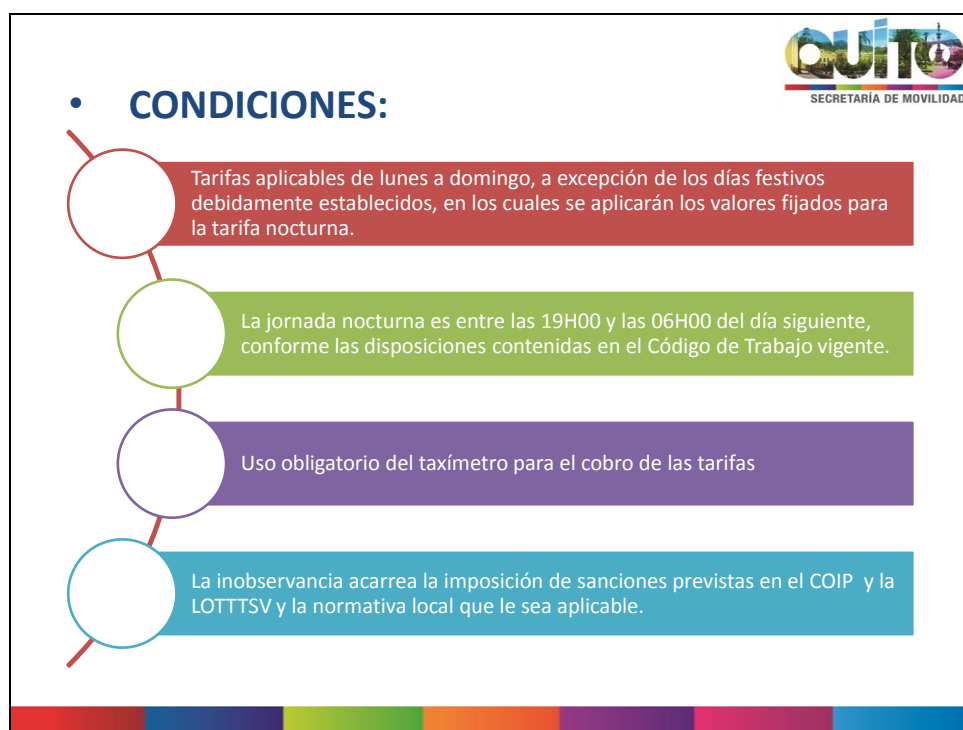 QUITO
SECRETARÍA DE MOVILIDAD
• CONDICIONES:
Tarifas aplicables de lunes a domingo, a excepción de los días festivos
debidamente establecidos, en los cuales se aplicarán los valores fijados para
la tarifa nocturna.
La jornada nocturna es entre las 19H00 y las 06H00 del día siguiente,
conforme las disposiciones contenidas en el Código de Trabajo vigente.
Uso obligatorio del taxímetro para el cobro de las tarifas
La inobservancia acarrea la imposición de sanciones previstas en el COIP y la
LOTTTSV y la normativa local que le sea aplicable.